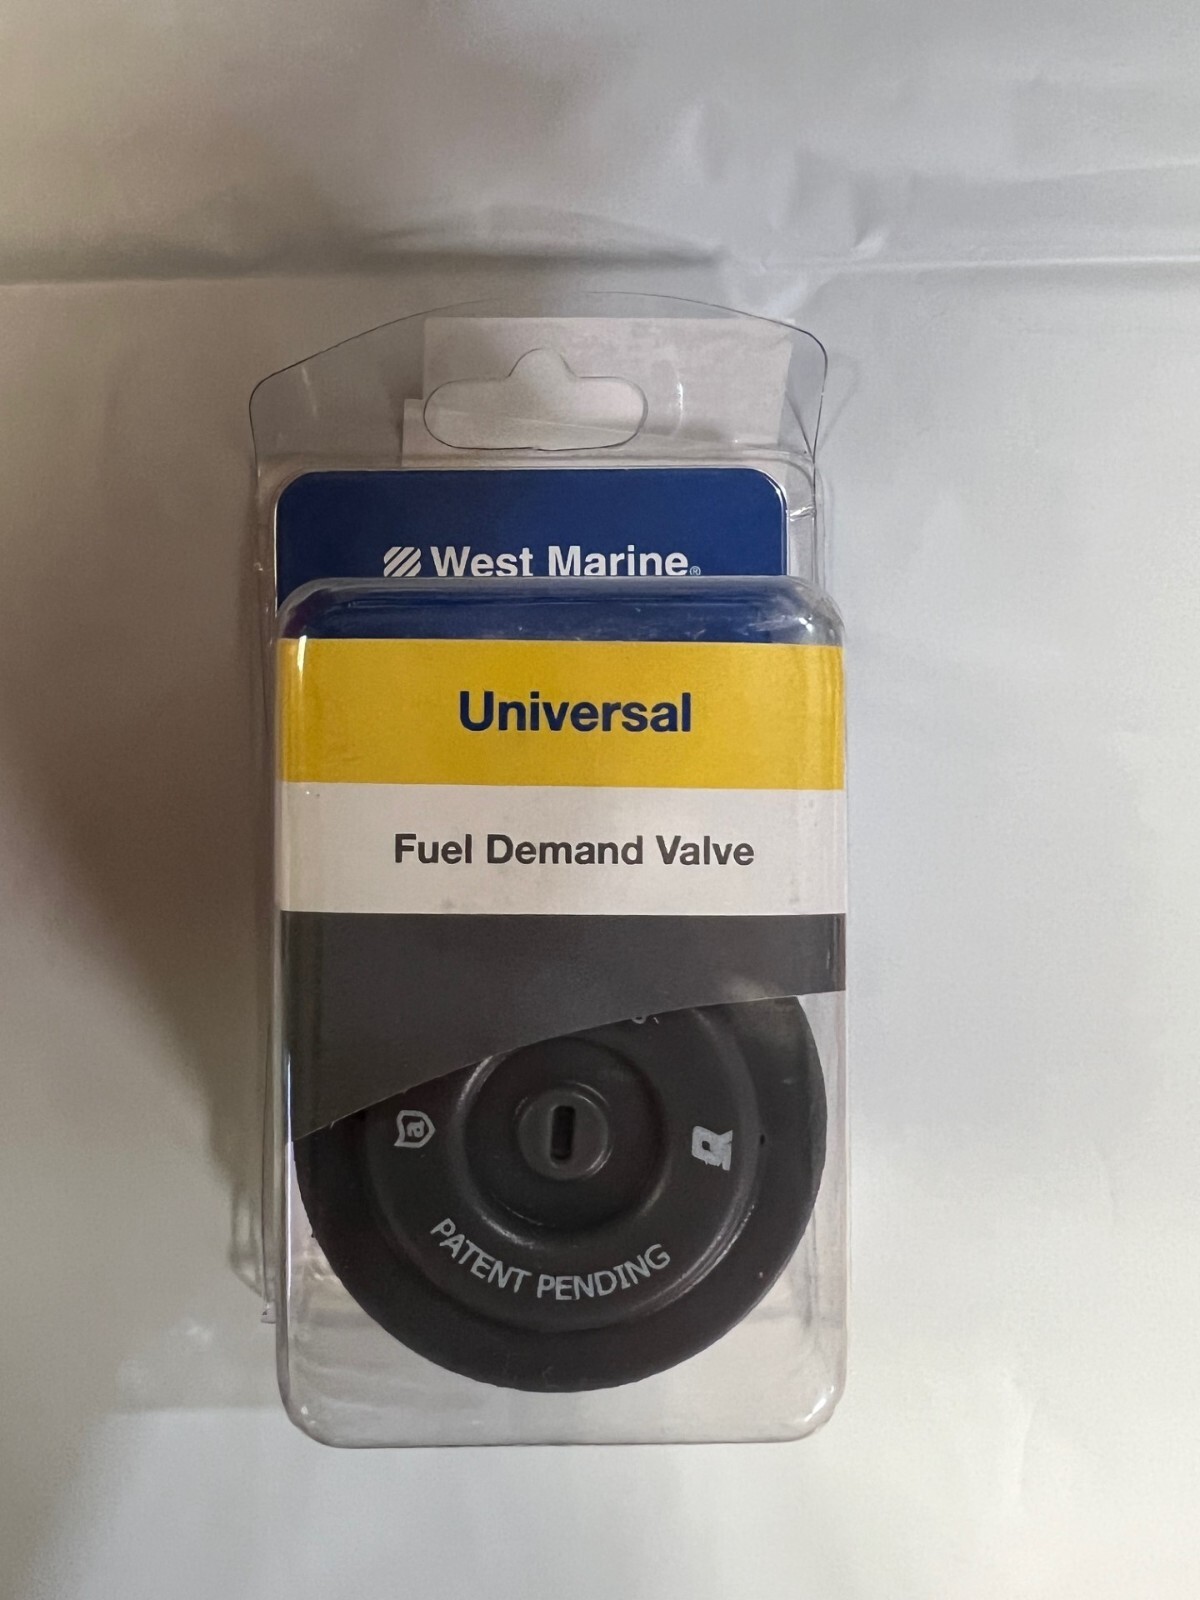 West Marine®
Universal
Fuel Demand Valve
a
R
PATENT PENDING